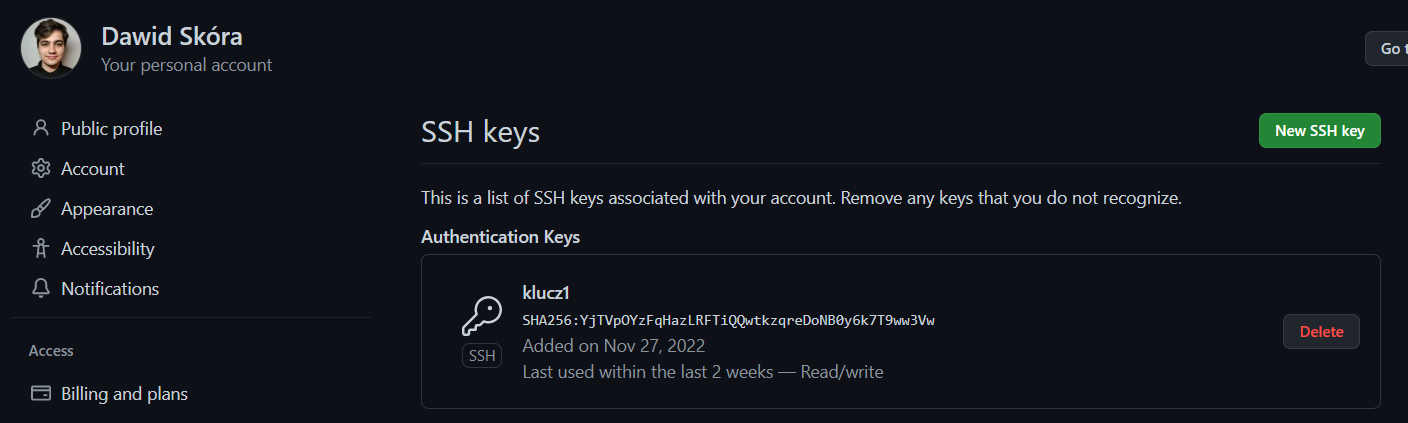 Dawid Skóra
Your personal account
Go t
Public profile
Account
Appearance
Accessibility
Notifications
Access
Billing and plans
SSH keys
New SSH key
This is a list of SSH keys associated with your account. Remove any keys that you do not recognize.
Authentication Keys
klucz1
SHA256:YjTVpOYzFqHazLRFTiQQwtkzqreDoNB0y6k7T9ww3Vw
SSH
Added on Nov 27, 2022
Last used within the last 2 weeks — Read/write
Delete